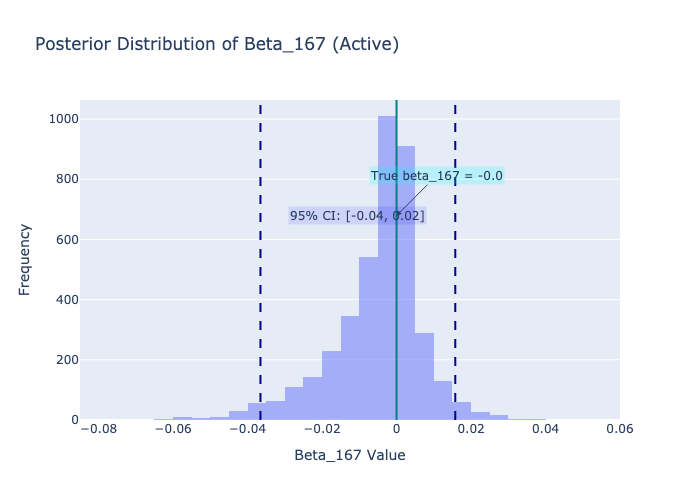 Posterior Distribution of Beta_167 (Active)
1000
800
600
400
200
0
Frequency
True beta_167 = -0.0
95% CI: [-0.04, 0.02]
−0.08
−0.06
−0.04
−0.02
0
0.02
0.04
0.06
Beta_167 Value